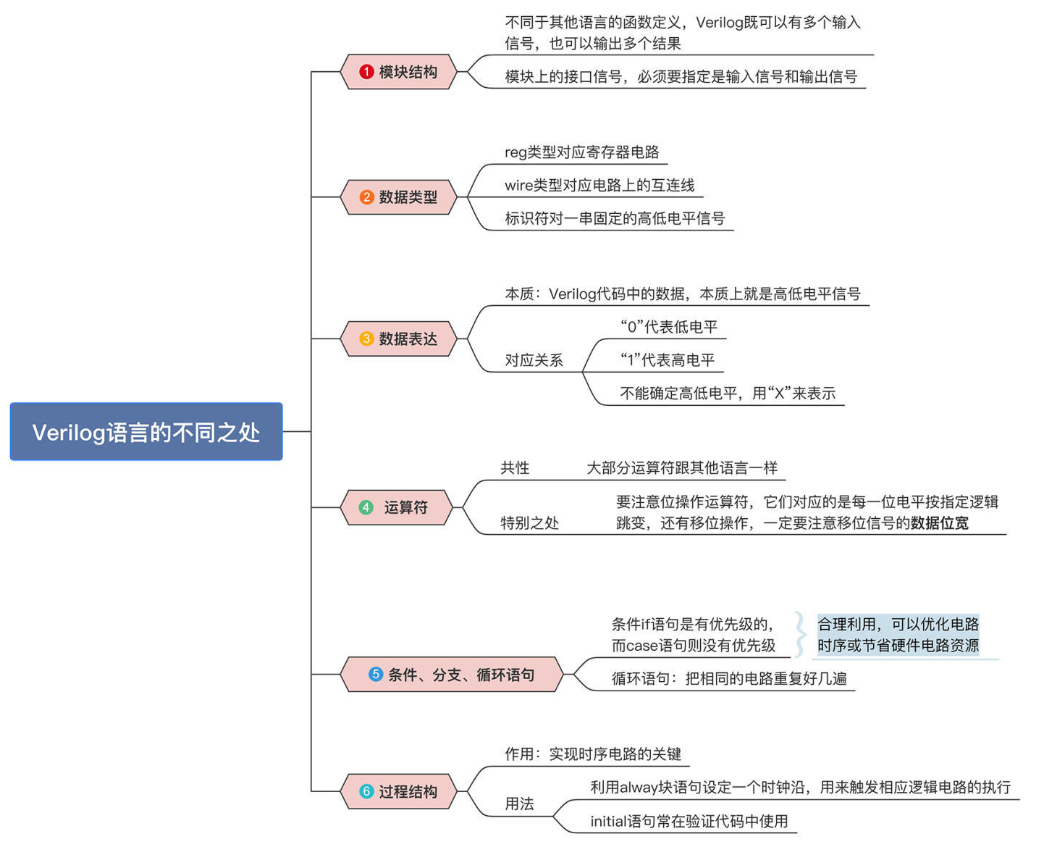 不同于其他语言的函数定义，Verilog既可以有多个输入
信号，也可以输出多个结果
1 模块结构
模块上的接口信号，必须要指定是输入信号和输出信号
reg类型对应寄存器电路
2 数据类型
wire类型对应电路上的互连线
标识符对一串固定的高低电平信号
本质：Verilog代码中的数据，本质上就是高低电平信号
3 数据表达
对应关系
“0”代表低电平
“1”代表高电平
不能确定高低电平，用“X”来表示
Verilog语言的不同之处
共性
大部分运算符跟其他语言一样
4 运算符
特别之处
要注意位操作运算符，它们对应的是每一位电平按指定逻辑
跳变，还有移位操作，一定要注意移位信号的数据位宽
条件if语句是有优先级的，
而case语句则没有优先级
合理利用，可以优化电路
时序或节省硬件电路资源
5 条件、分支、循环语句
循环语句：把相同的电路重复好几遍
作用：实现时序电路的关键
6 过程结构
用法
利用alway块语句设定一个时钟沿，用来触发相应逻辑电路的执行
initial语句常在验证代码中使用